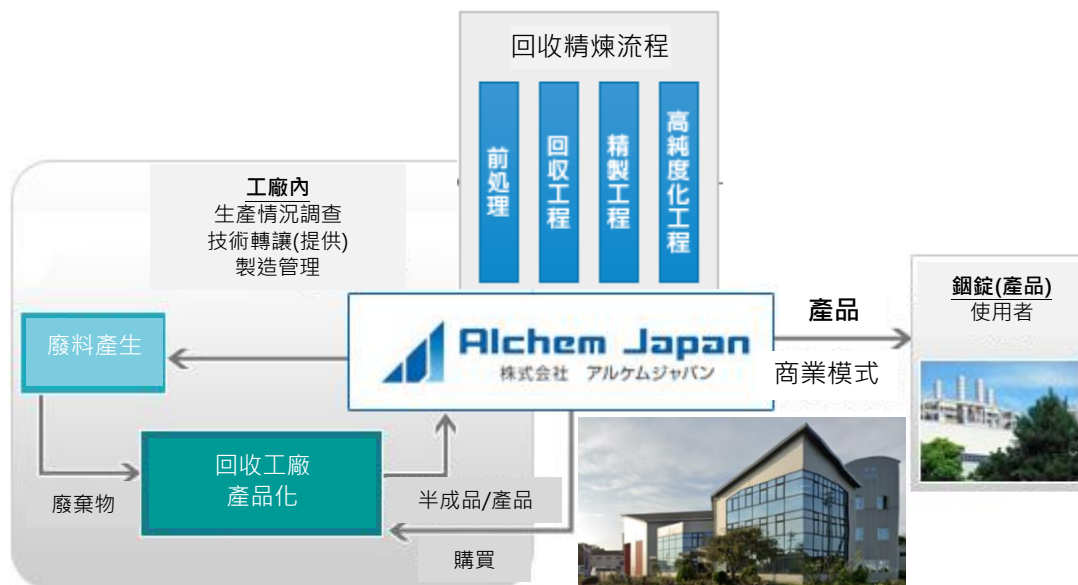 回收精煉流程
前処理
回収工程
精製工程
高純度化工程
工廠內
生產情況調查
技術轉讓(提供)
製造管理
Alchem Japan
株式会社 アルケムジャパン
產品
商業模式
銦錠(產品)
使用者
廢料產生
回收工廠
產品化
廢棄物
半成品/產品
購買